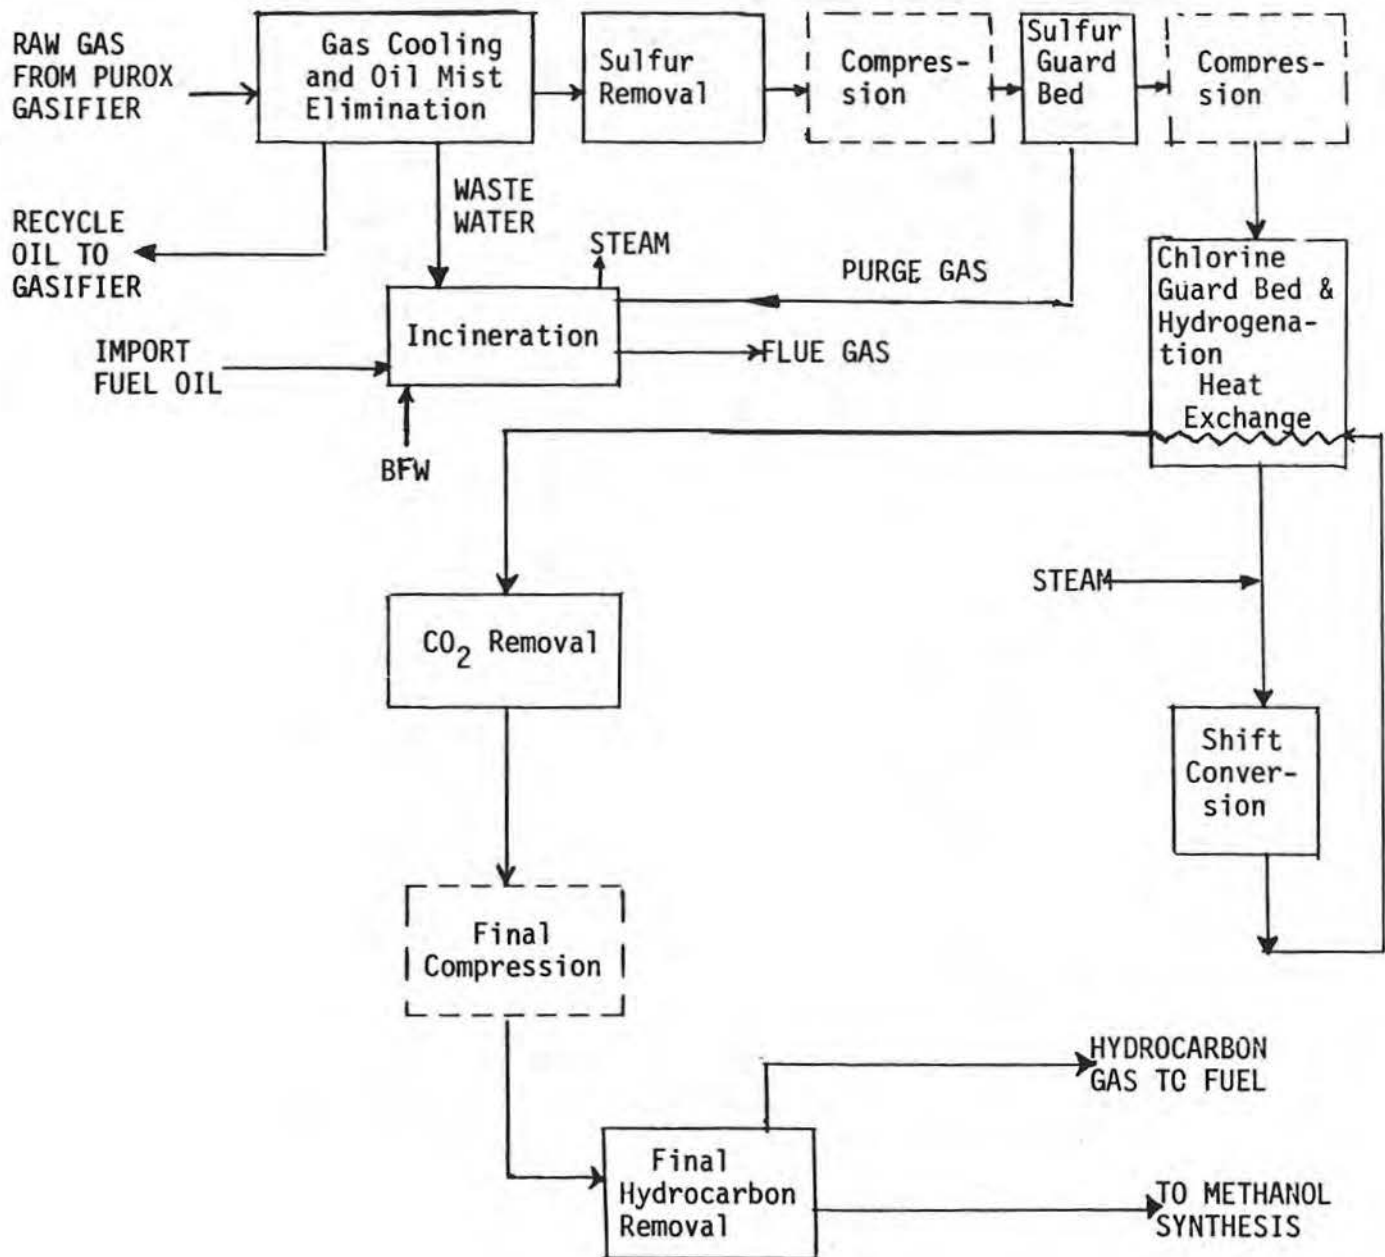 RAW GAS
FROM PUROX
GASIFIER
Gas Cooling
and Oil Mist
Elimination
Sulfur
Removal
Compres-
sion
Sulfur
Guard
Bed
Compres-
sion
WASTE
WATER
RECYCLE
OIL TO
GASIFIER
STEAM
PURGE GAS
Chlorine
Guard Bed &
Hydrogena-
tion
Heat
Exchange
Incineration
IMPORT
FUEL OIL
FLUE GAS
BFW
STEAM
CO2 Removal
Shift
Conver-
sion
Final
Compression
HYDROCARBON
GAS TO FUEL
Final
Hydrocarbon
Removal
TO METHANOL
SYNTHESIS